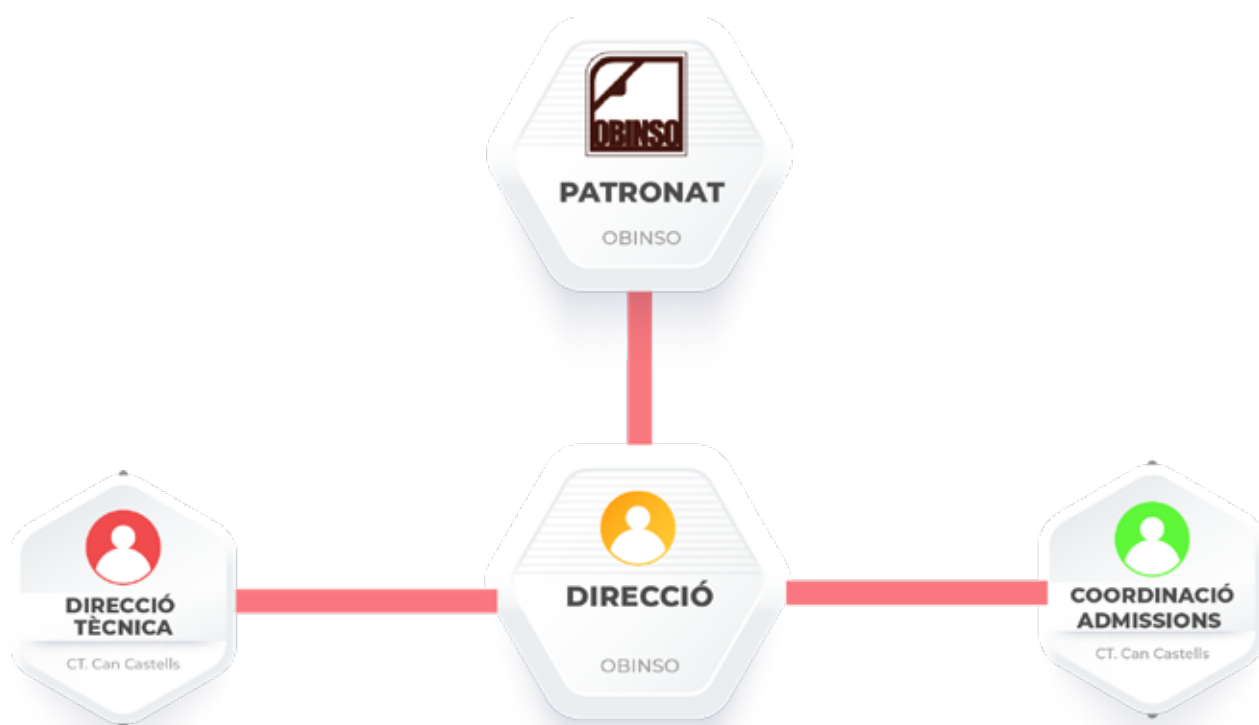 OBINSO
PATRONAT
OBINSO
DIRECCIÓ
TÈCNICA
CT. Can Castells
DIRECCIÓ
OBINSO
COORDINACIÓ
ADMISSIONS
CT. Can Castells